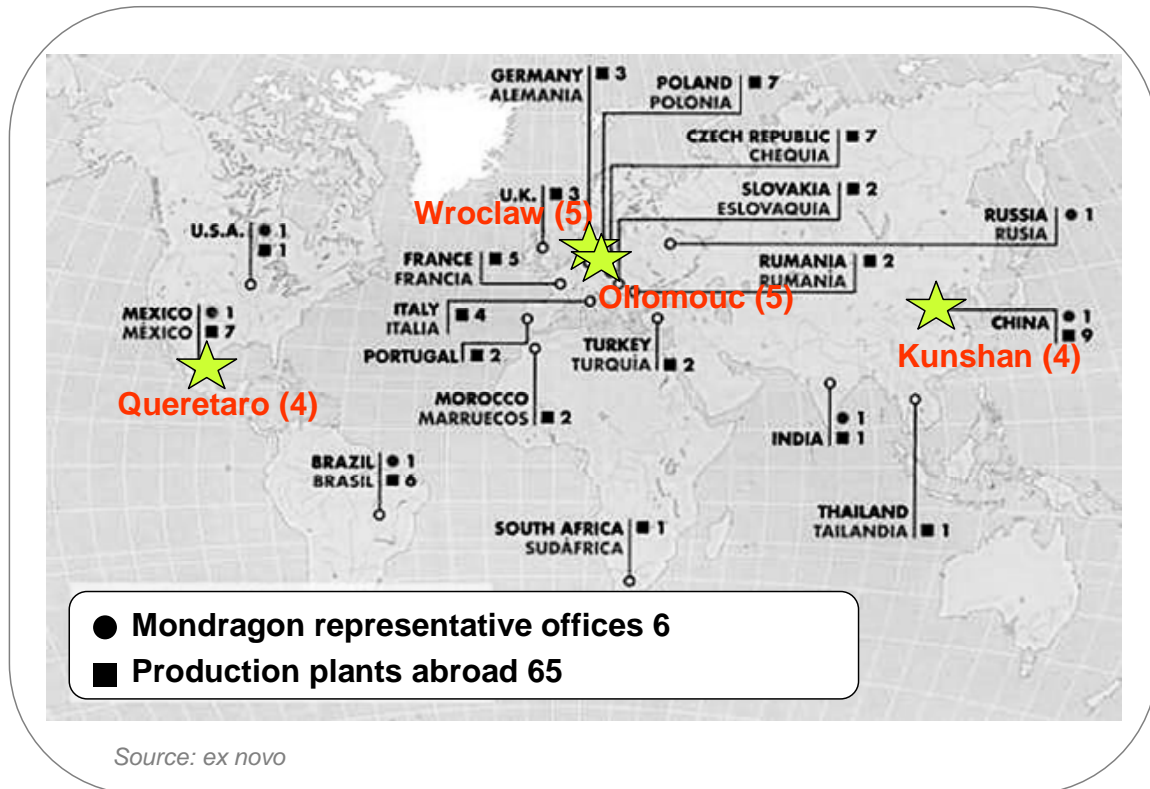 GERMANY ■ 3
ALEMANIA
POLAND ■ 7
POLONIA
CZECH REPUBLIC ■ 7
CHEQUIA
U.K. ■ 3
SLOVAKIA ■ 2
ESLOVAQUIA
Wroclaw (5)
RUSSIA ● 1
RUSIA
U.S.A. ● 1
■ 1
FRANCE ■ 5
FRANCIA
RUMANIA ■ 2
RUMANÍA
Ollomouc (5)
MEXICO ● 1
MÉXICO ■ 7
ITALY ■ 4
ITALIA
CHINA ● 1
■ 9
Kunshan (4)
PORTUGAL ■ 2
TURKEY
TURQUÍA ■ 2
Queretaro (4)
MOROCCO
MARRUECOS ■ 2
● 1
INDIA ■ 1
BRAZIL ● 1
BRASIL ■ 6
THAILAND
TAILANDIA ■ 1
SOUTH AFRICA ■ 1
SUDÁFRICA
● Mondragon representative offices 6
■ Production plants abroad 65
Source: ex novo